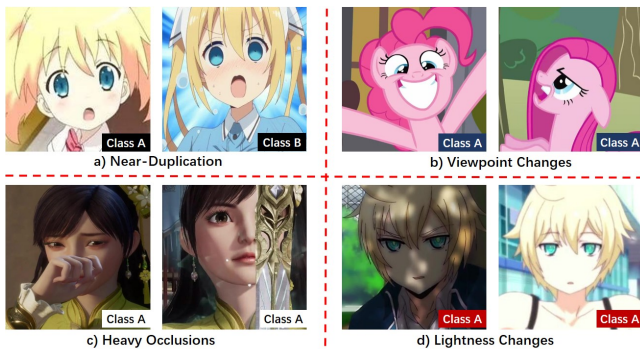 Class A
Class B
a) Near-Duplication
Class A
Class A
b) Viewpoint Changes
Class A
Class A
c) Heavy Occlusions
Class A
Class A
d) Lightness Changes